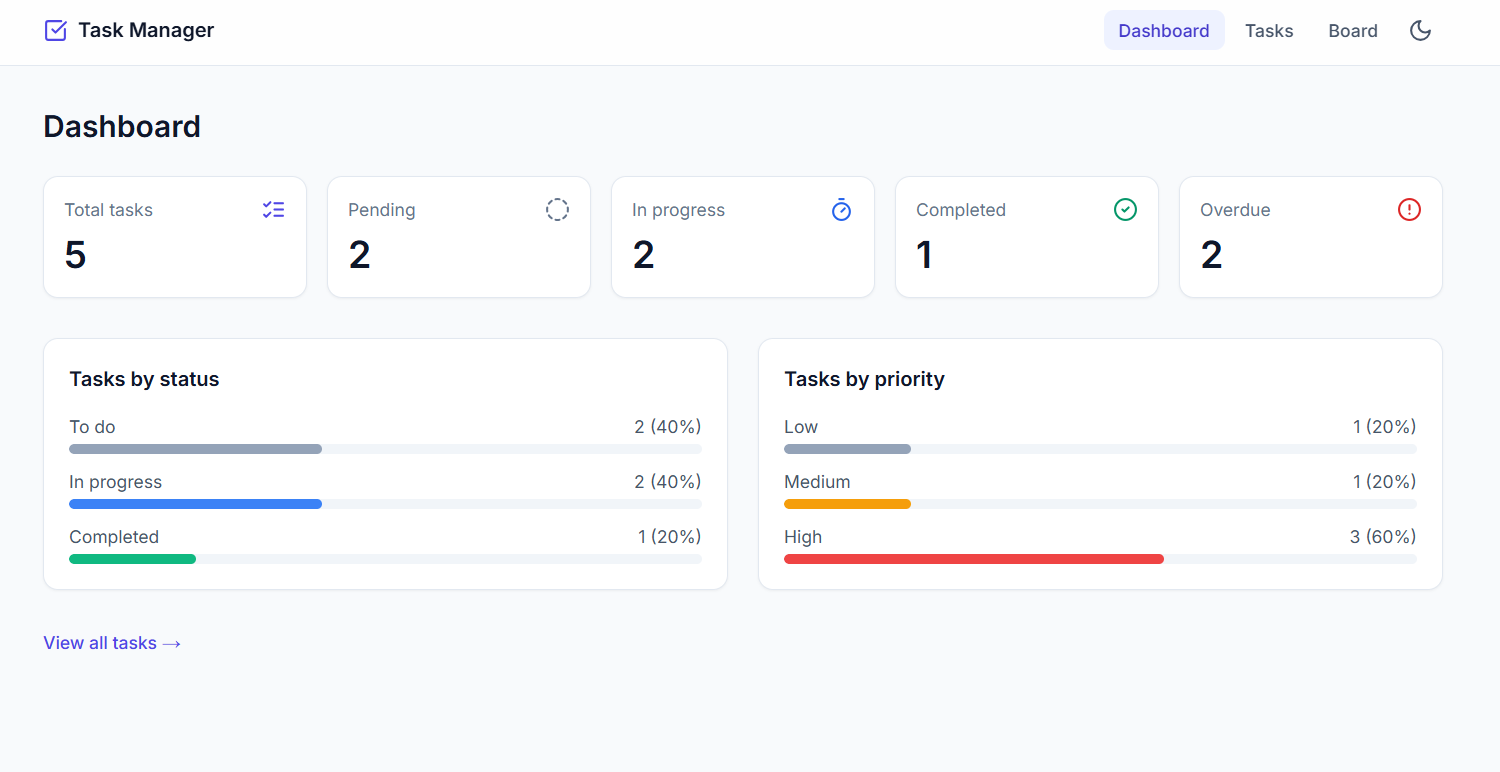 Task Manager
Dashboard Tasks Board
Dashboard
Total tasks
5
Pending
2
In progress
2
Completed
1
Overdue
2
Tasks by status
To do 2 (40%)
In progress 2 (40%)
Completed 1 (20%)
Tasks by priority
Low 1 (20%)
Medium 1 (20%)
High 3 (60%)
View all tasks →